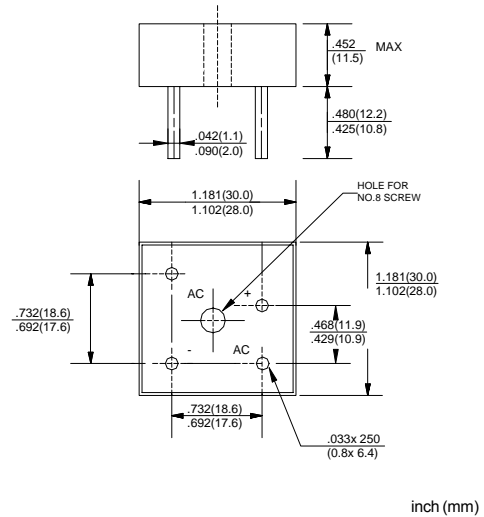 .452 MAX
(11.5)
.480(12.2)
.425(10.8)
.042(1.1)
.090(2.0)
HOLE FOR
NO.8 SCREW
1.181(30.0)
1.102(28.0)
1.181(30.0)
1.102(28.0)
AC
+
.732(18.6)
.692(17.6)
.468(11.9)
.429(10.9)
- AC
.732(18.6)
.692(17.6)
.033x 250
(0.8x 6.4)
inch (mm)